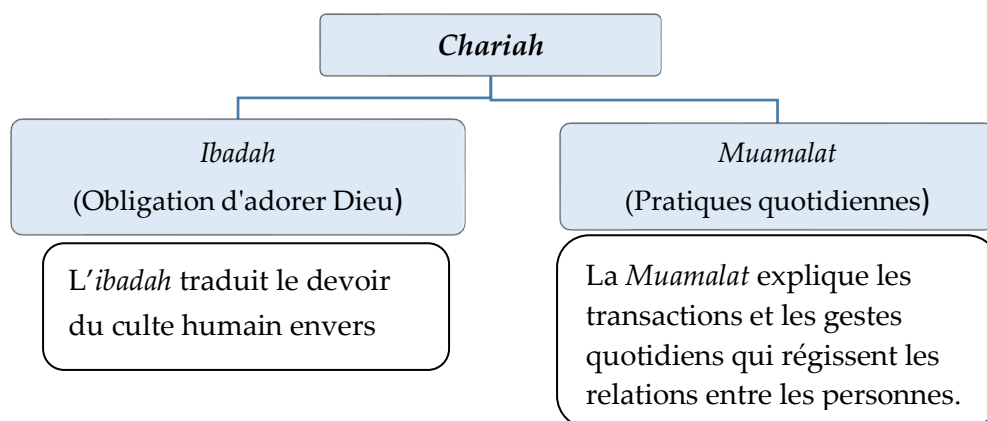 Chariah
Ibadah
(Obligation d'adorer Dieu)
Muamalat
(Pratiques quotidiennes)
L'ibadah traduit le devoir
du culte humain envers
La Muamalat explique les
transactions et les gestes
quotidiens qui régissent les
relations entre les personnes.